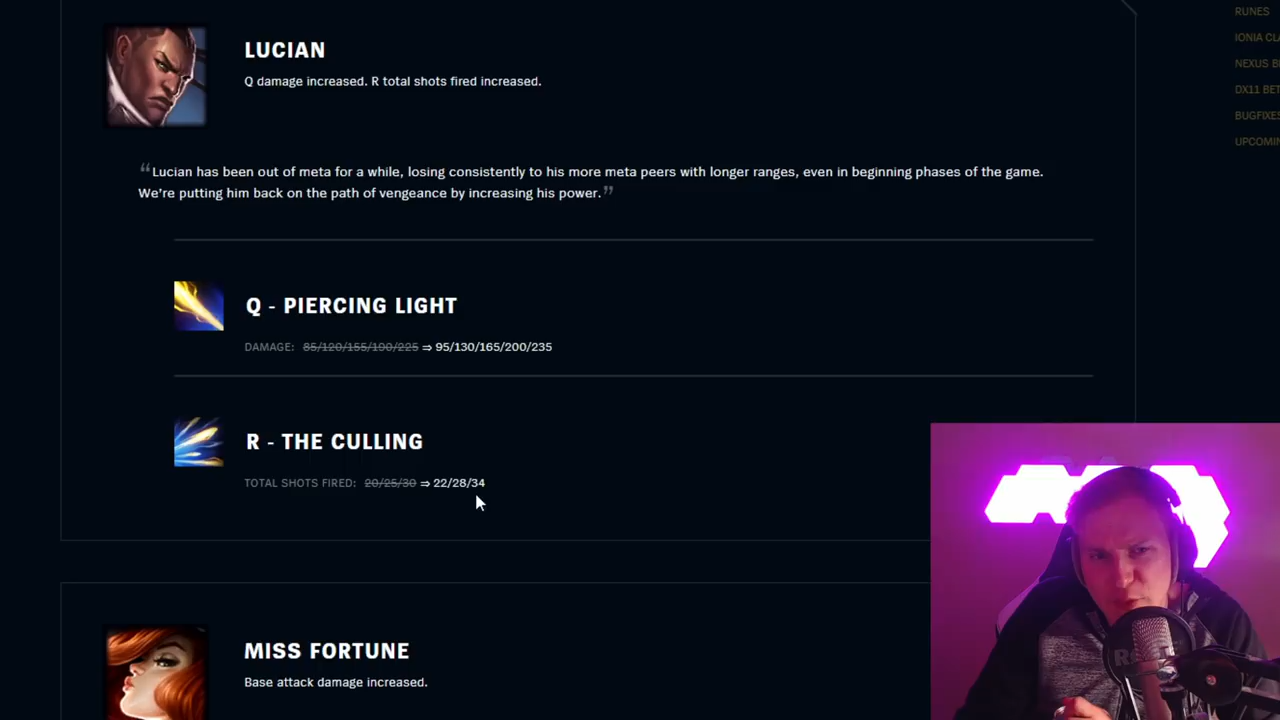 RUNES
IONIA CL
NEXUS B
DX11 BET
BUGFIXES
UPCOMIN
LUCIAN
Q damage increased. R total shots fired increased.
“Lucian has been out of meta for a while, losing consistently to his more meta peers with longer ranges, even in beginning phases of the game.
We’re putting him back on the path of vengeance by increasing his power.”
Q - PIERCING LIGHT
DAMAGE: 85/120/155/190/225 ⇒ 95/130/165/200/235
R - THE CULLING
TOTAL SHOTS FIRED: 20/25/30 ⇒ 22/28/34
MISS FORTUNE
Base attack damage increased.